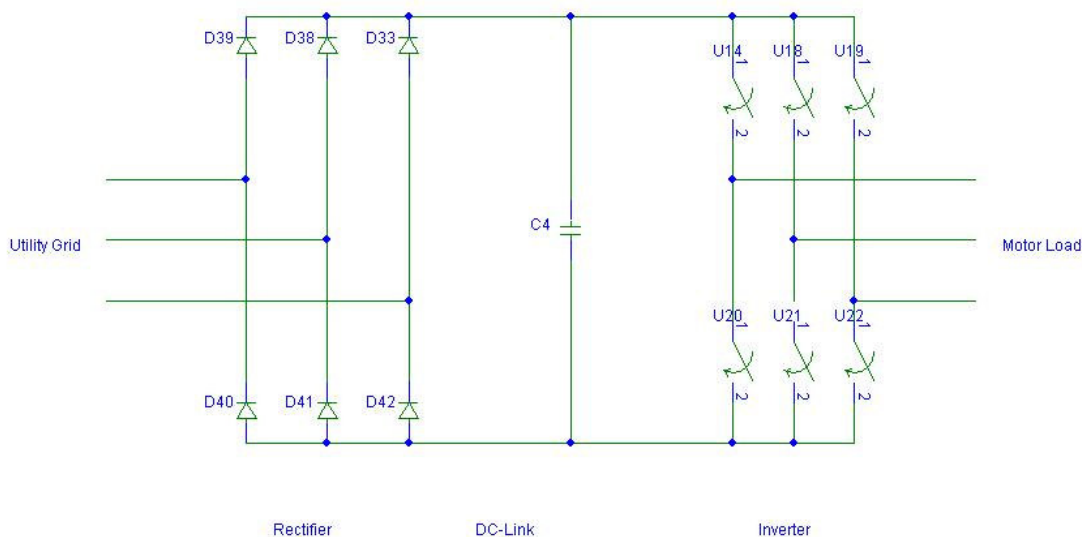 D39 D38 D33
U14 U18 U19
1 1 1
2 2 2
C4
Utility Grid
Motor Load
U20 U21 U22
1 1 1
D40 D41 D42
2 2 2
Rectifier DC-Link Inverter